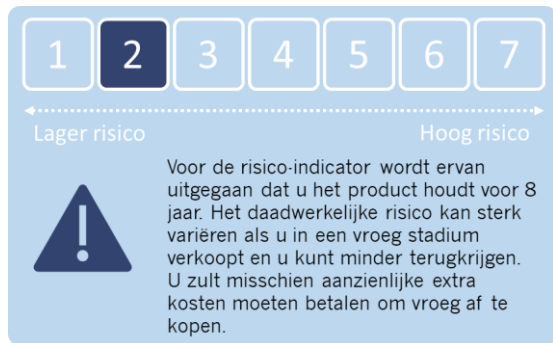 1 2 3 4 5 6 7
Lager risico Hoog risico
Voor de risico-indicator wordt ervan
uitgegaan dat u het product houdt voor 8
jaar. Het daadwerkelijke risico kan sterk
variëren als u in een vroeg stadium
verkoopt en u kunt minder terugkrijgen.
U zult misschien aanzienlijke extra
kosten moeten betalen om vroeg af te
kopen.